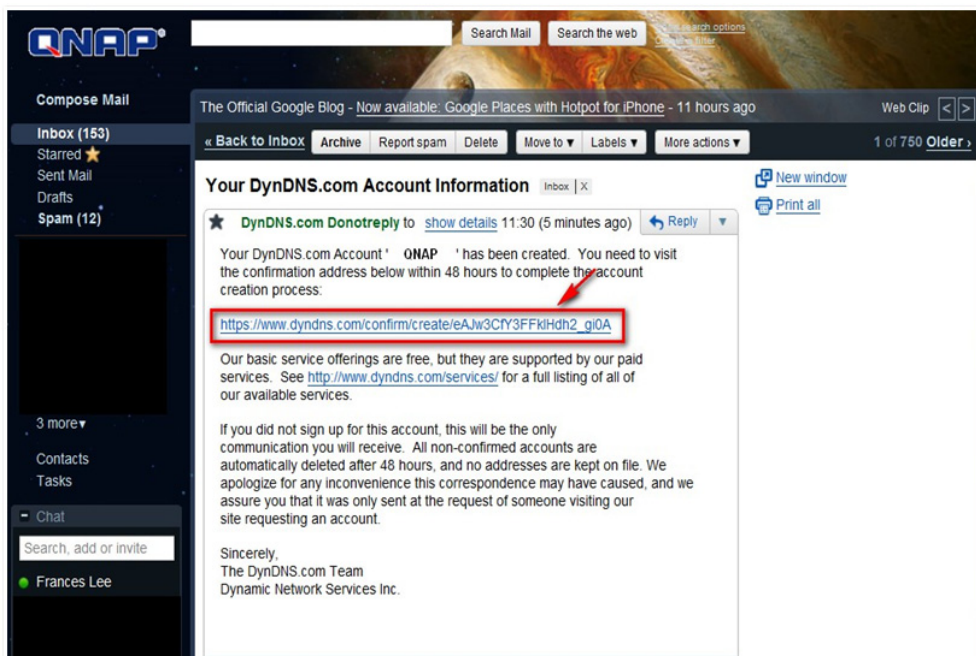 QNAP®
Search Mail
Search the web
search options
filter
Compose Mail
Inbox (153)
Starred
Sent Mail
Drafts
Spam (12)
3 more▾
Contacts
Tasks
- Chat
Search, add or invite
Frances Lee
The Official Google Blog - Now available: Google Places with Hotpot for iPhone - 11 hours ago
Web Clip < >
« Back to Inbox Archive Report spam Delete Move to ▾ Labels ▾ More actions ▾ 1 of 750 Older ›
Your DynDNS.com Account Information Inbox | X
New window
Print all
DynDNS.com Donotreply to show details 11:30 (5 minutes ago) Reply ▾
Your DynDNS.com Account ' QNAP ' has been created. You need to visit
the confirmation address below within 48 hours to complete the account
creation process:
https://www.dyndns.com/confirm/create/eAJw3CfY3FFklHdh2_gi0A
Our basic service offerings are free, but they are supported by our paid
services. See http://www.dyndns.com/services/ for a full listing of all of
our available services.
If you did not sign up for this account, this will be the only
communication you will receive. All non-confirmed accounts are
automatically deleted after 48 hours, and no addresses are kept on file. We
apologize for any inconvenience this correspondence may have caused, and we
assure you that it was only sent at the request of someone visiting our
site requesting an account.
Sincerely,
The DynDNS.com Team
Dynamic Network Services Inc.